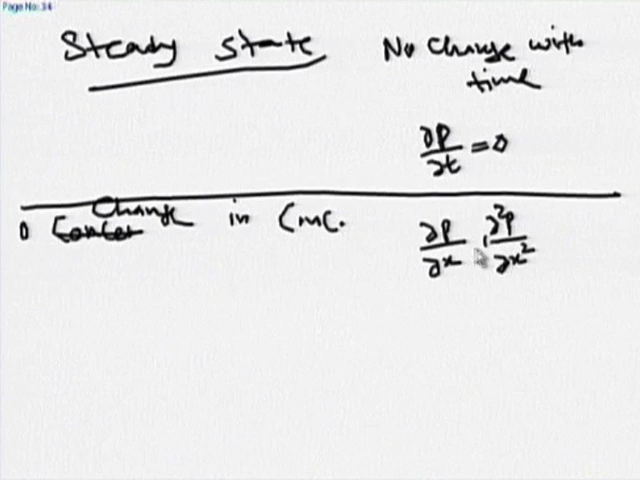 Page No: 34
Steady state No change with
time
∂p/∂t = 0
Change in Conc.
∂p/∂x , ∂²p/∂x²